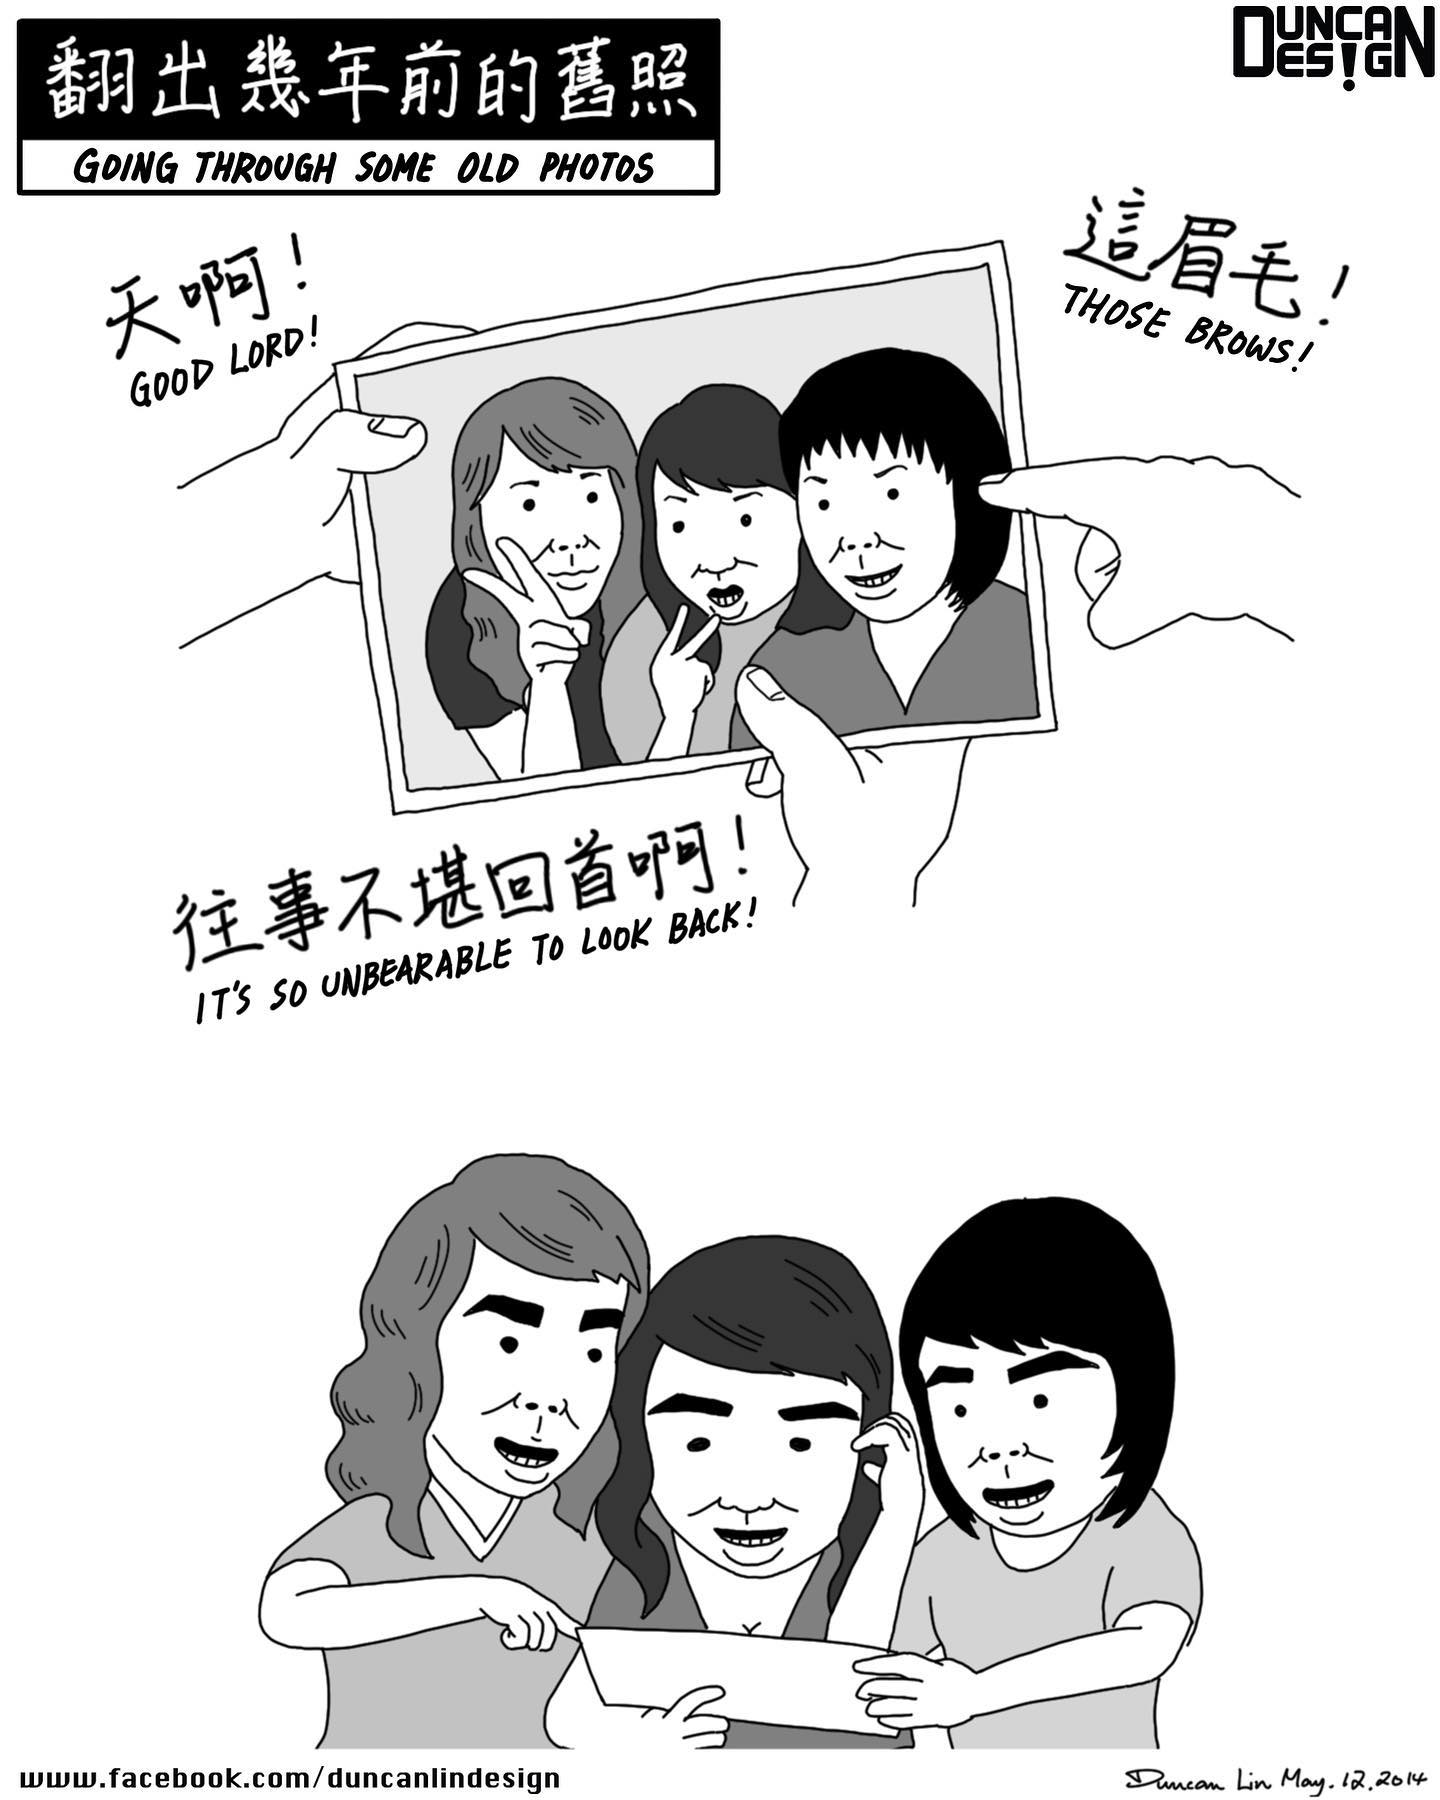 翻出幾年前的舊照
GOING THROUGH SOME OLD PHOTOS
DUNCAN
DES!GN
天啊!
GOOD LORD!
這眉毛!
THOSE BROWS!
往事不堪回首啊!
IT'S SO UNBEARABLE TO LOOK BACK!
www.facebook.com/duncanlindesign
Duncan Lin May.12.2014